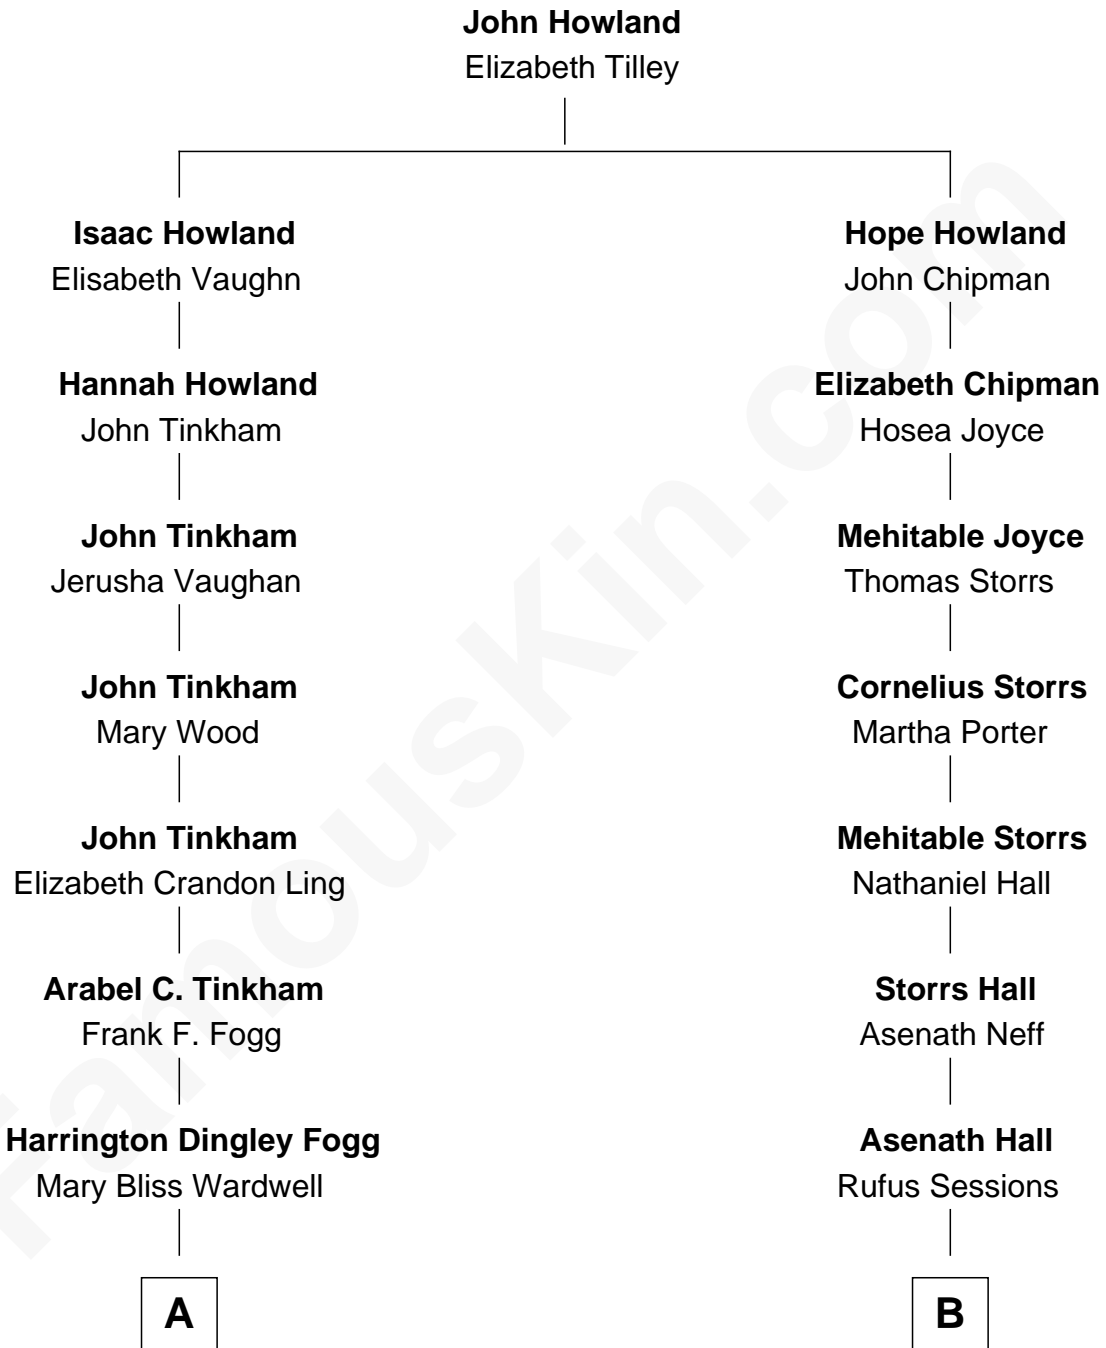 John Howland
Elizabeth Tilley
Isaac Howland
Elisabeth Vaughn
Hannah Howland
John Tinkham
John Tinkham
Jerusha Vaughan
John Tinkham
Mary Wood
John Tinkham
Elizabeth Crandon Ling
Arabel C. Tinkham
Frank F. Fogg
Harrington Dingley Fogg
Mary Bliss Wardwell
A
Hope Howland
John Chipman
Elizabeth Chipman
Hosea Joyce
Mehitable Joyce
Thomas Storrs
Cornelius Storrs
Martha Porter
Mehitable Storrs
Nathaniel Hall
Storrs Hall
Asenath Neff
Asenath Hall
Rufus Sessions
B
FamousKin.com